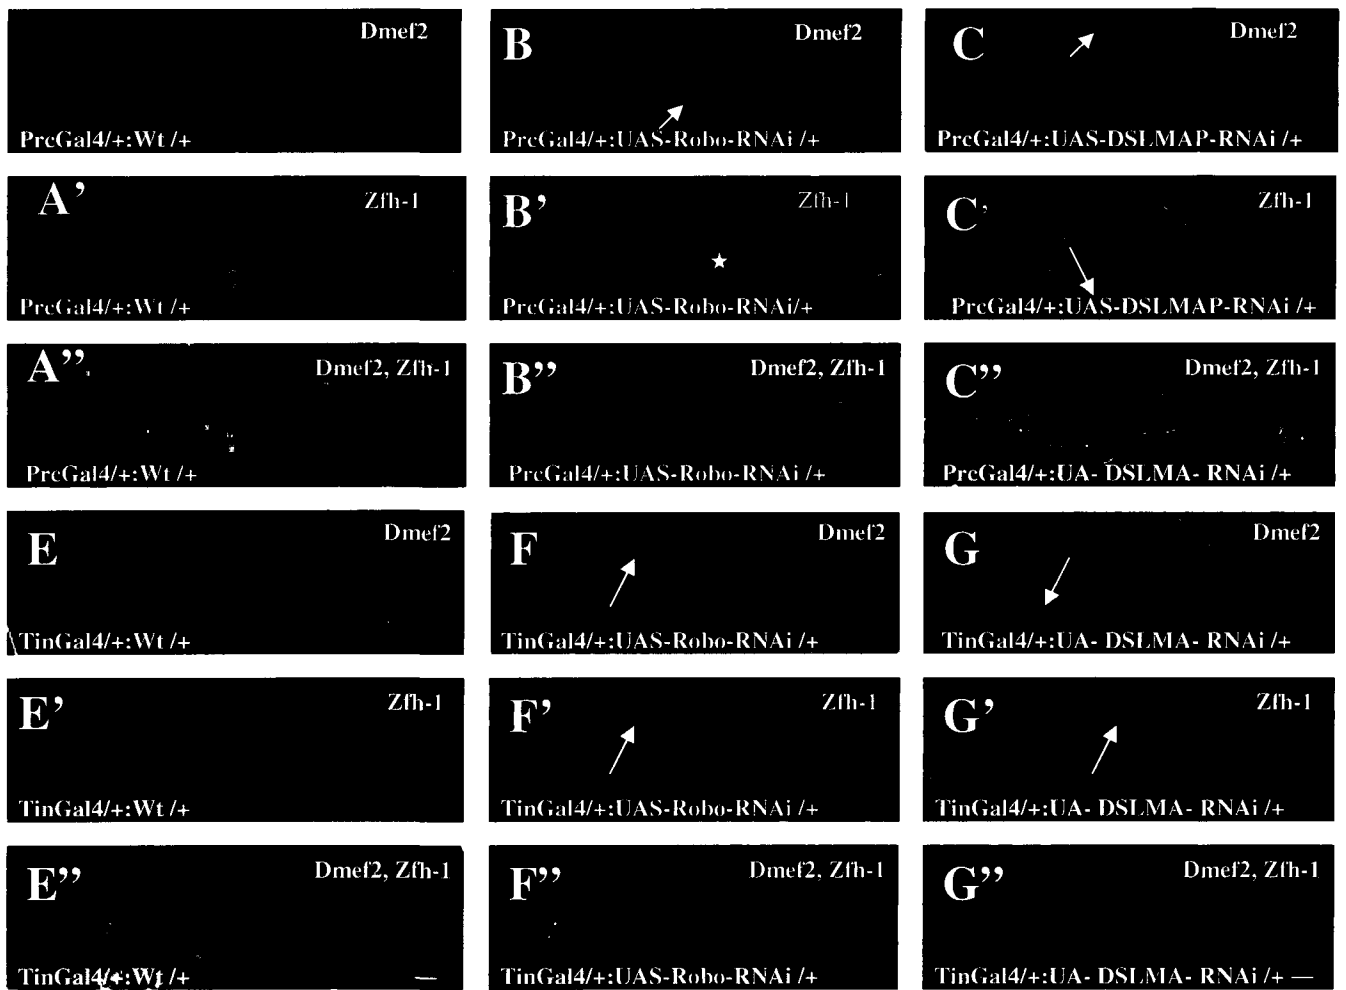 Dmef2
PrcGal4/+:Wt /+
B
Dmef2
PrcGal4/+:UAS-Robo-RNAi /+
C
Dmef2
PrcGal4/+:UAS-DSLMAP-RNAi /+
A’
Zfh-1
PrcGal4/+:Wt /+
B’
Zfh-1
PrcGal4/+:UAS-Robo-RNAi/+
C’
Zfh-1
PrcGal4/+:UAS-DSLMAP-RNAi /+
A’’
Dmef2, Zfh-1
PrcGal4/+:Wt /+
B’’
Dmef2, Zfh-1
PrcGal4/+:UAS-Robo-RNAi /+
C’’
Dmef2, Zfh-1
PrcGal4/+:UA- DSLMA- RNAi /+
E
Dmef2
TinGal4/+:Wt /+
F
Dmef2
TinGal4/+:UAS-Robo-RNAi /+
G
Dmef2
TinGal4/+:UA- DSLMA- RNAi /+
E’
Zfh-1
TinGal4/+:Wt /+
F’
Zfh-1
TinGal4/+:UAS-Robo-RNAi /+
G’
Zfh-1
TinGal4/+:UA- DSLMA- RNAi /+
E’’
Dmef2, Zfh-1
TinGal4/+:Wt /+
F’’
Dmef2, Zfh-1
TinGal4/+:UAS-Robo-RNAi /+
G’’
Dmef2, Zfh-1
TinGal4/+:UA- DSLMA- RNAi /+